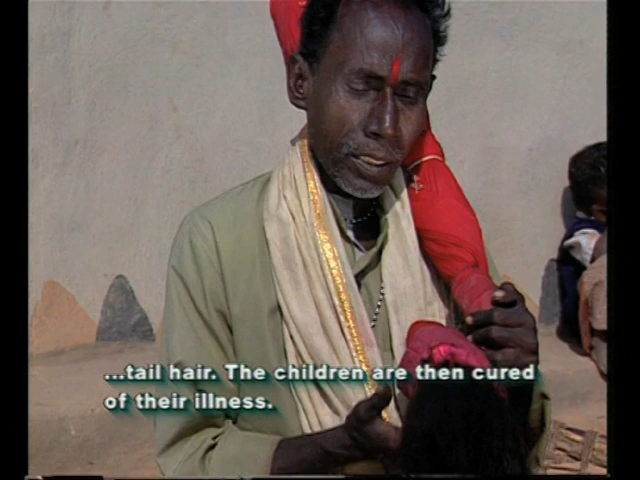 ...tail hair. The children are then cured
of their illness.